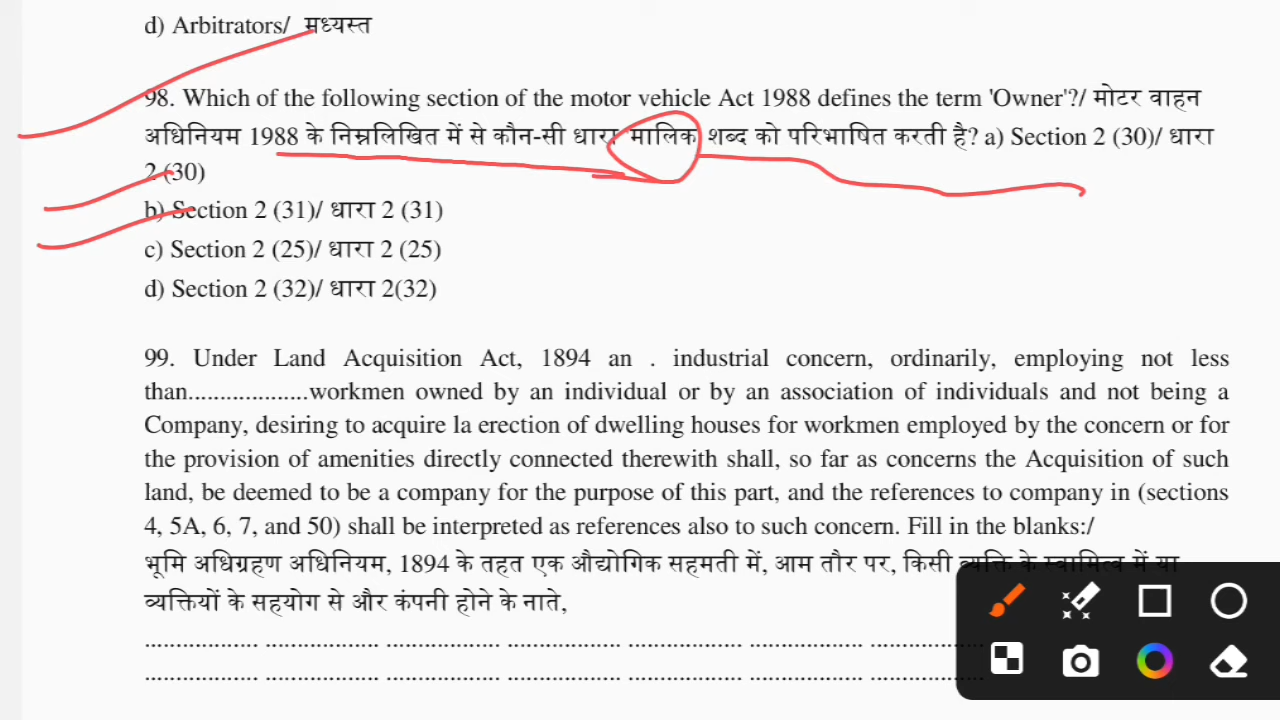 d) Arbitrators/ मध्यस्त
98. Which of the following section of the motor vehicle Act 1988 defines the term 'Owner'?/ मोटर वाहन
अधिनियम 1988 के निम्नलिखित में से कौन-सी धारा मालिक शब्द को परिभाषित करती है? a) Section 2 (30)/ धारा
2 (30)
b) Section 2 (31)/ धारा 2 (31)
c) Section 2 (25)/ धारा 2 (25)
d) Section 2 (32)/ धारा 2(32)
99. Under Land Acquisition Act, 1894 an . industrial concern, ordinarily, employing not less
than...................workmen owned by an individual or by an association of individuals and not being a
Company, desiring to acquire la erection of dwelling houses for workmen employed by the concern or for
the provision of amenities directly connected therewith shall, so far as concerns the Acquisition of such
land, be deemed to be a company for the purpose of this part, and the references to company in (sections
4, 5A, 6, 7, and 50) shall be interpreted as references also to such concern. Fill in the blanks:/
भूमि अधिग्रहण अधिनियम, 1894 के तहत एक औद्योगिक सहमती में, आम तौर पर, किसी व्यक्ति के स्वामित्व में या
व्यक्तियों के सहयोग से और कंपनी होने के नाते,
.................. .................. .................. .................. .................. .................. ..................
.................. .................. .................. .................. .................. .................. ..................